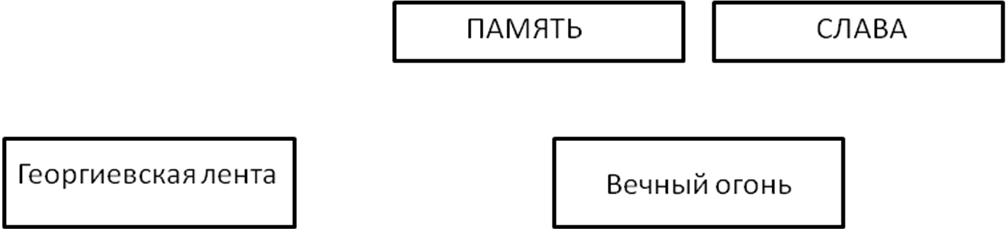 ПАМЯТЬ
СЛАВА
Георгиевская лента
Вечный огонь